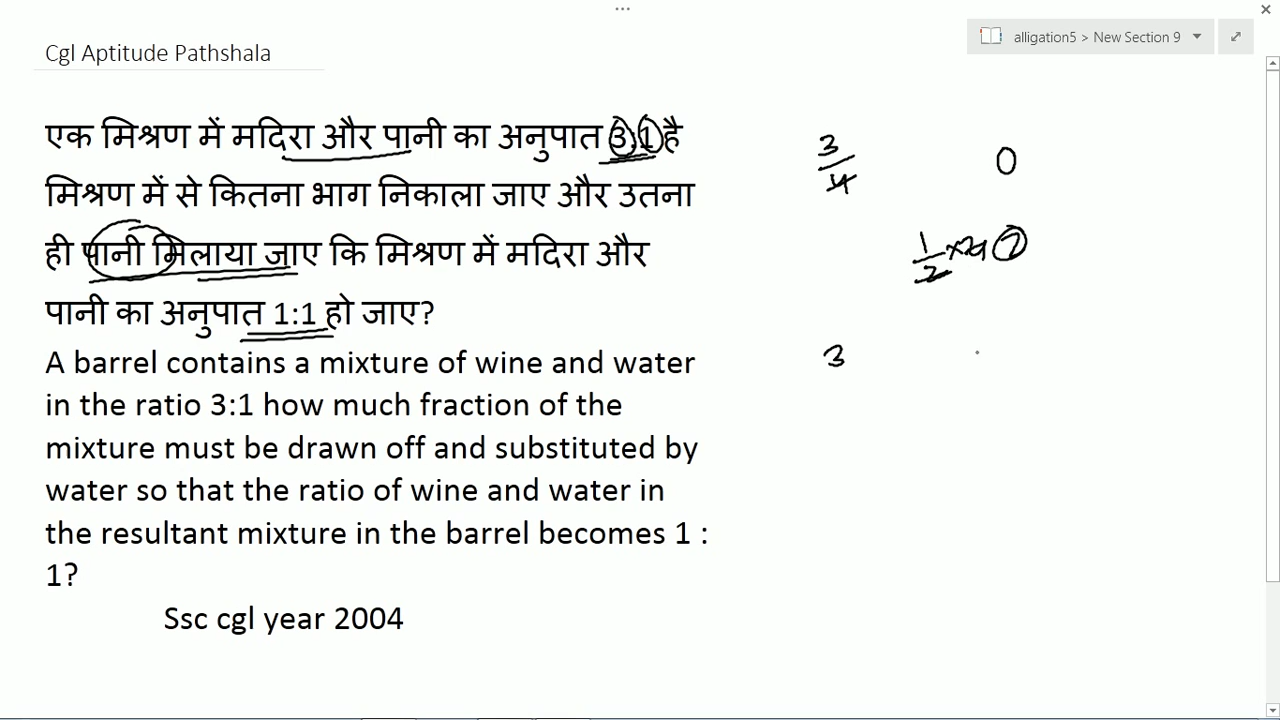 Cgl Aptitude Pathshala
alligation5 > New Section 9
एक मिश्रण में मदिरा और पानी का अनुपात 3:1 है
मिश्रण में से कितना भाग निकाला जाए और उतना
ही पानी मिलाया जाए कि मिश्रण में मदिरा और
पानी का अनुपात 1:1 हो जाए?
A barrel contains a mixture of wine and water
in the ratio 3:1 how much fraction of the
mixture must be drawn off and substituted by
water so that the ratio of wine and water in
the resultant mixture in the barrel becomes 1 :
1?
Ssc cgl year 2004
3/4 0
1/2
3